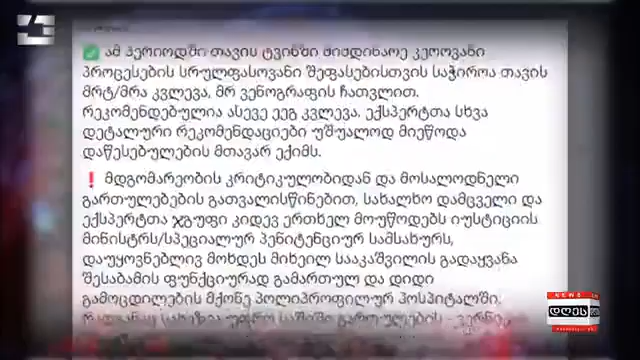 ✅ ამ პერიოდში თავის ტვინში მიმდინარე კეროვანი
პროცესების სრულფასოვანი შეფასებისთვის საჭიროა თავის
მრტ/მრა კვლევა, მრ ვენოგრაფის ჩათვლით.
რეკომენდებულია ასევე ეეგ კვლევა, ექსპერტთა სხვა
დეტალური რეკომენდაციები უშუალოდ მიეწოდა
დაწესებულების მთავარ ექიმს.
❗ მდგომარეობის კრიტიკულობიდან და მოსალოდნელი
გართულებების გათვალისწინებით, სახალხო დამცველი და
ექსპერტთა ჯგუფი კიდევ ერთხელ მოუწოდებს იუსტიციის
მინისტრს/სპეციალურ პენიტენციურ სამსახურს,
დაუყოვნებლივ მოხდეს მიხეილ სააკაშვილის გადაყვანა
შესაბამის ფუნქციურად გამართულ და დიდი
გამოცდილების მქონე პოლიპროფილურ ჰოსპიტალში,
NEWS
დღეს